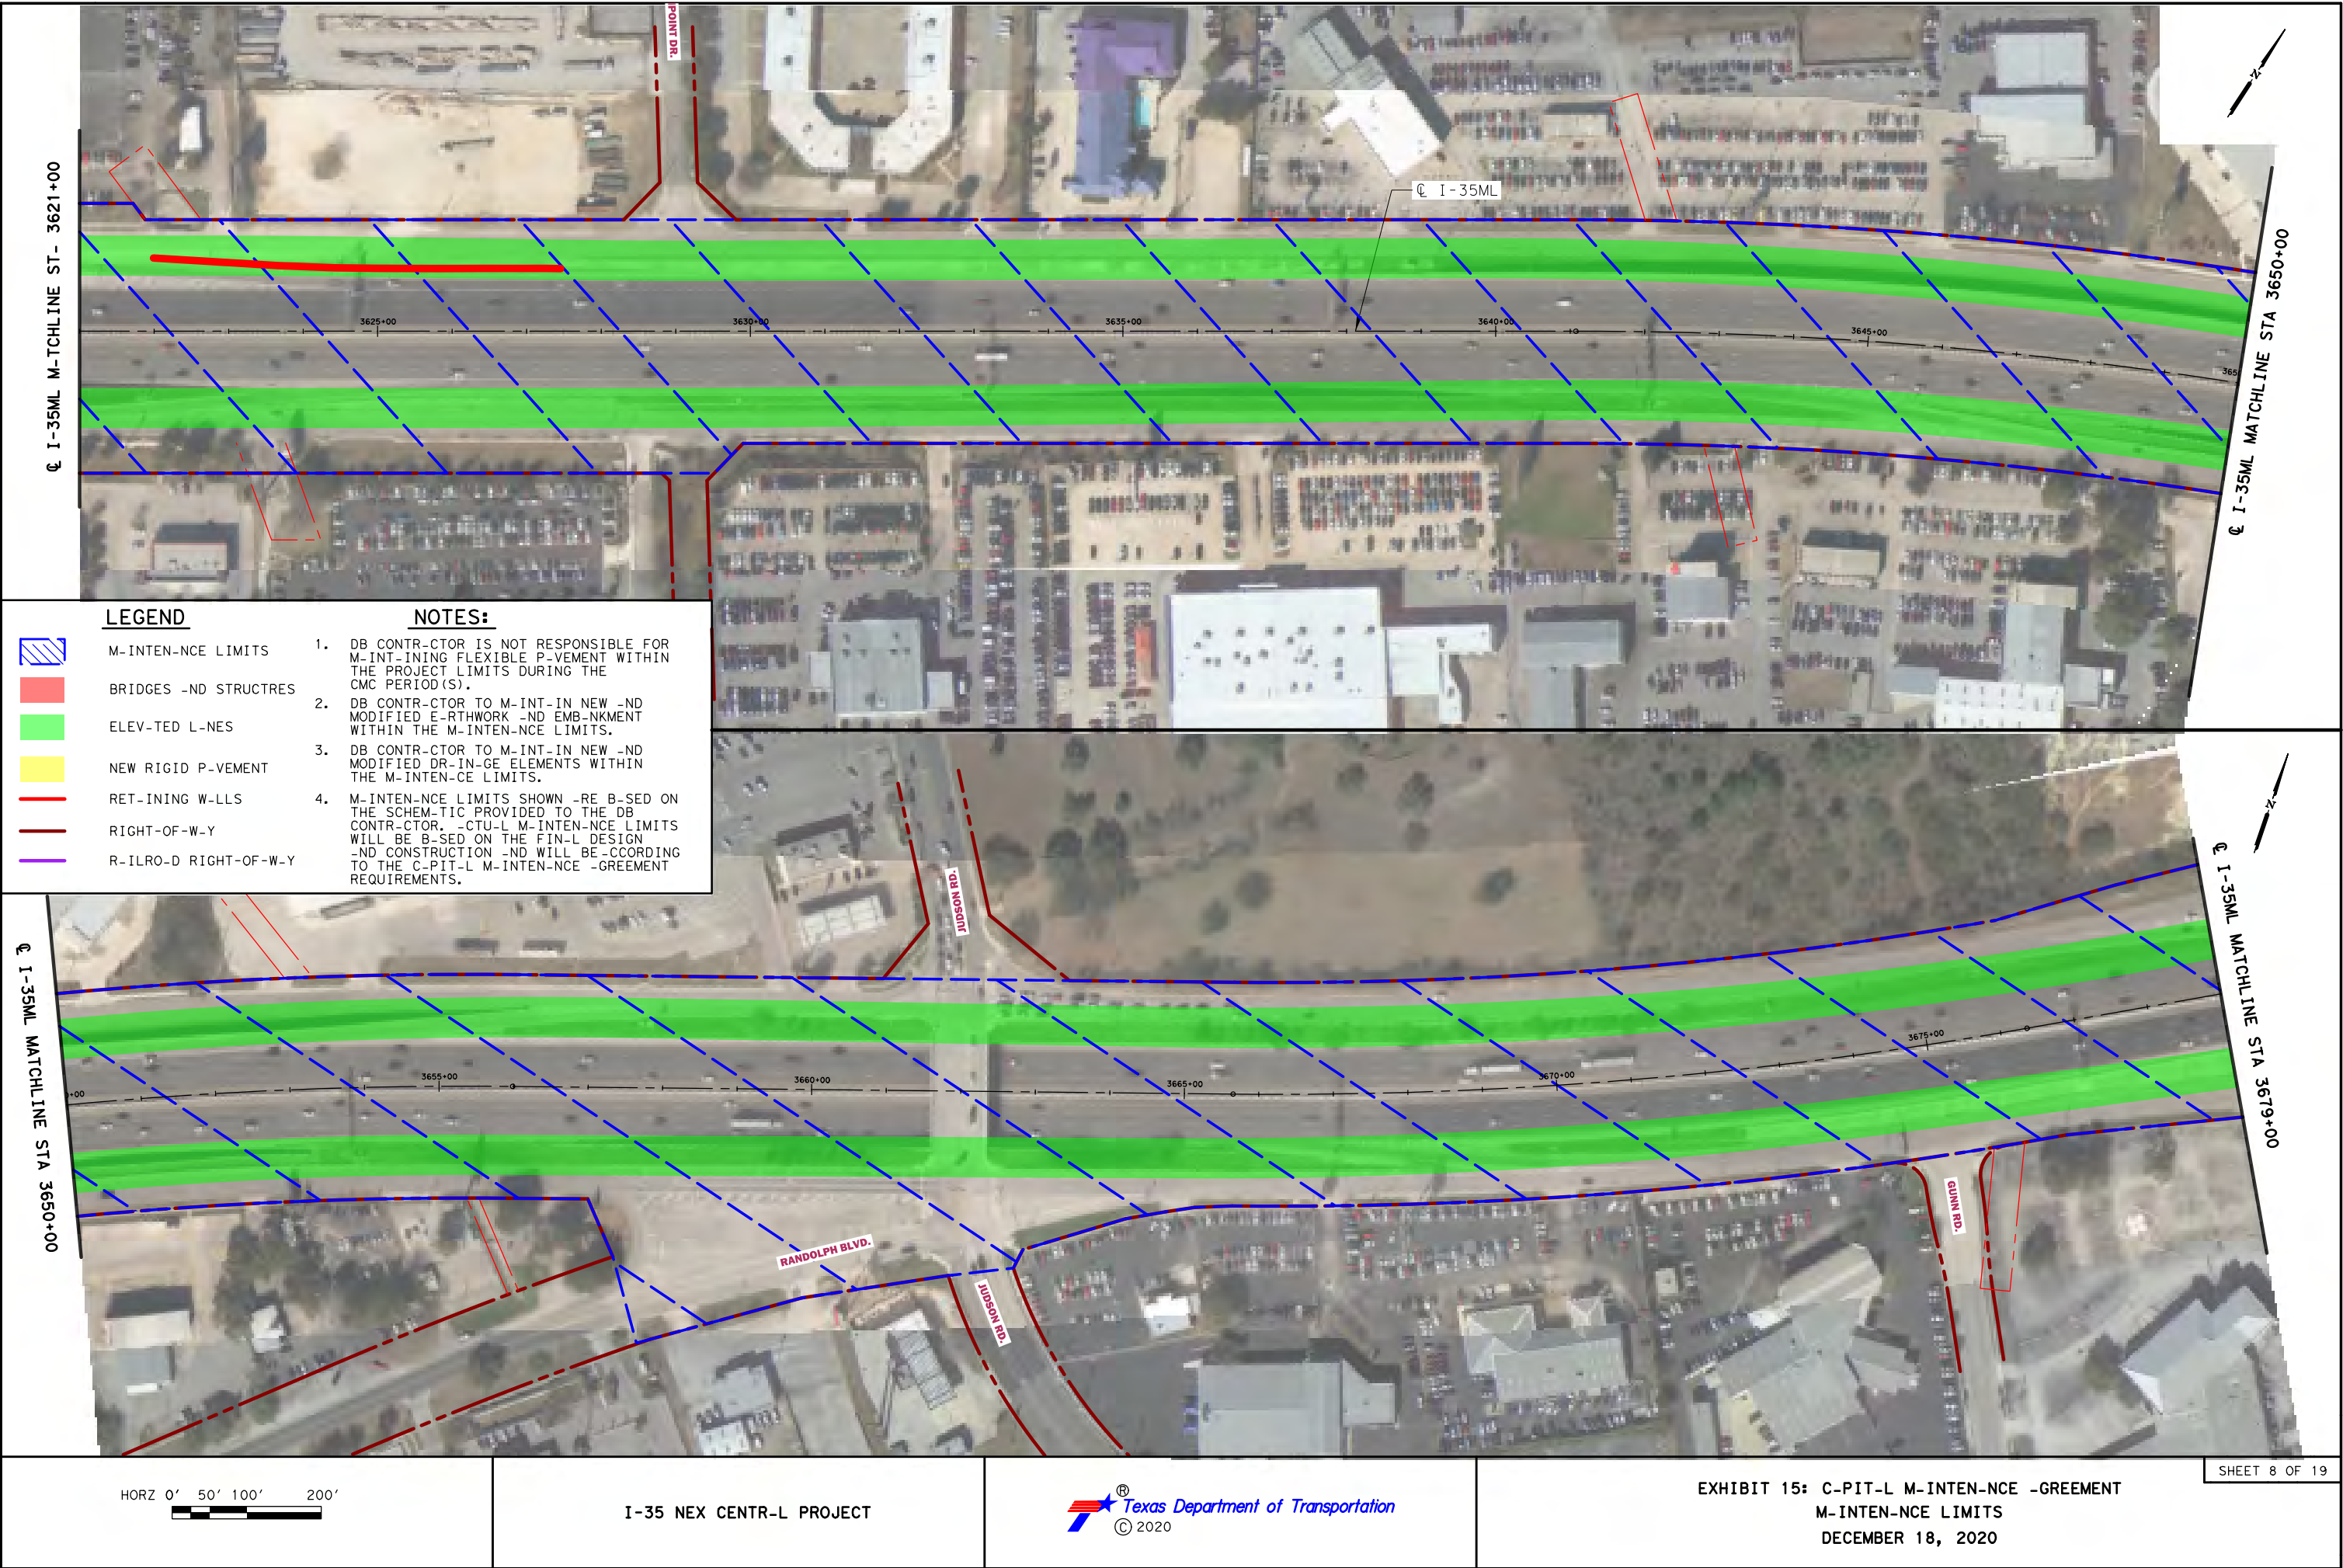 POINT DR.
N
℄ I-35ML
℄ I-35ML M-TCHLINE ST- 3621+00
3625+00
3630+00
3635+00
3640+00
3645+00
365
℄ I-35ML MATCHLINE STA 3650+00
LEGEND
M-INTEN-NCE LIMITS
BRIDGES -ND STRUCTRES
ELEV-TED L-NES
NEW RIGID P-VEMENT
RET-INING W-LLS
RIGHT-OF-W-Y
R-ILRO-D RIGHT-OF-W-Y
NOTES:
1. DB CONTR-CTOR IS NOT RESPONSIBLE FOR
M-INT-INING FLEXIBLE P-VEMENT WITHIN
THE PROJECT LIMITS DURING THE
CMC PERIOD(S).
2. DB CONTR-CTOR TO M-INT-IN NEW -ND
MODIFIED E-RTHWORK -ND EMB-NKMENT
WITHIN THE M-INTEN-NCE LIMITS.
3. DB CONTR-CTOR TO M-INT-IN NEW -ND
MODIFIED DR-IN-GE ELEMENTS WITHIN
THE M-INTEN-CE LIMITS.
4. M-INTEN-NCE LIMITS SHOWN -RE B-SED ON
THE SCHEM-TIC PROVIDED TO THE DB
CONTR-CTOR. -CTU-L M-INTEN-NCE LIMITS
WILL BE B-SED ON THE FIN-L DESIGN
-ND CONSTRUCTION -ND WILL BE -CCORDING
TO THE C-PIT-L M-INTEN-NCE -GREEMENT
REQUIREMENTS.
N
JUDSON RD.
℄ I-35ML MATCHLINE STA 3650+00
+00
3655+00
3660+00
3665+00
3670+00
3675+00
℄ I-35ML MATCHLINE STA 3679+00
RANDOLPH BLVD.
JUDSON RD.
GUNN RD.
HORZ 0' 50' 100' 200'
I-35 NEX CENTR-L PROJECT
®
Texas Department of Transportation
© 2020
SHEET 8 OF 19
EXHIBIT 15: C-PIT-L M-INTEN-NCE -GREEMENT
M-INTEN-NCE LIMITS
DECEMBER 18, 2020